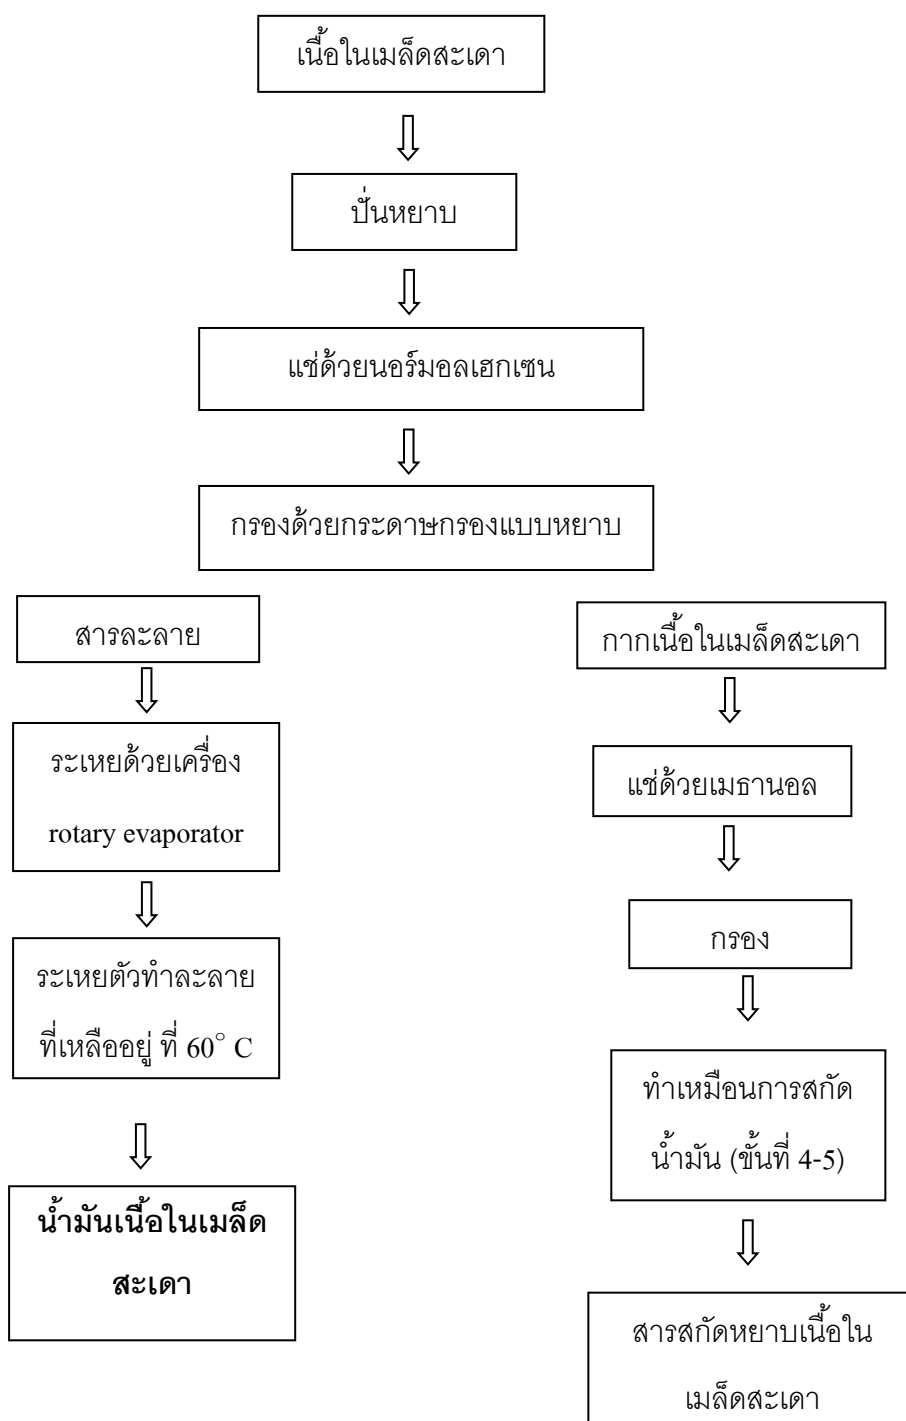 เนื้อในเมล็ดสะเดา
ปั่นหยาบ
แช่ด้วยนอร์มอลเฮกเซน
กรองด้วยกระดาษกรองแบบหยาบ
สารละลาย
ระเหยด้วยเครื่อง
rotary evaporator
ระเหยตัวทำละลาย
ที่เหลืออยู่ ที่ 60° C
น้ำมันเนื้อในเมล็ด
สะเดา
กากเนื้อในเมล็ดสะเดา
แช่ด้วยเมธานอล
กรอง
ทำเหมือนการสกัด
น้ำมัน (ขั้นที่ 4-5)
สารสกัดหยาบเนื้อใน
เมล็ดสะเดา